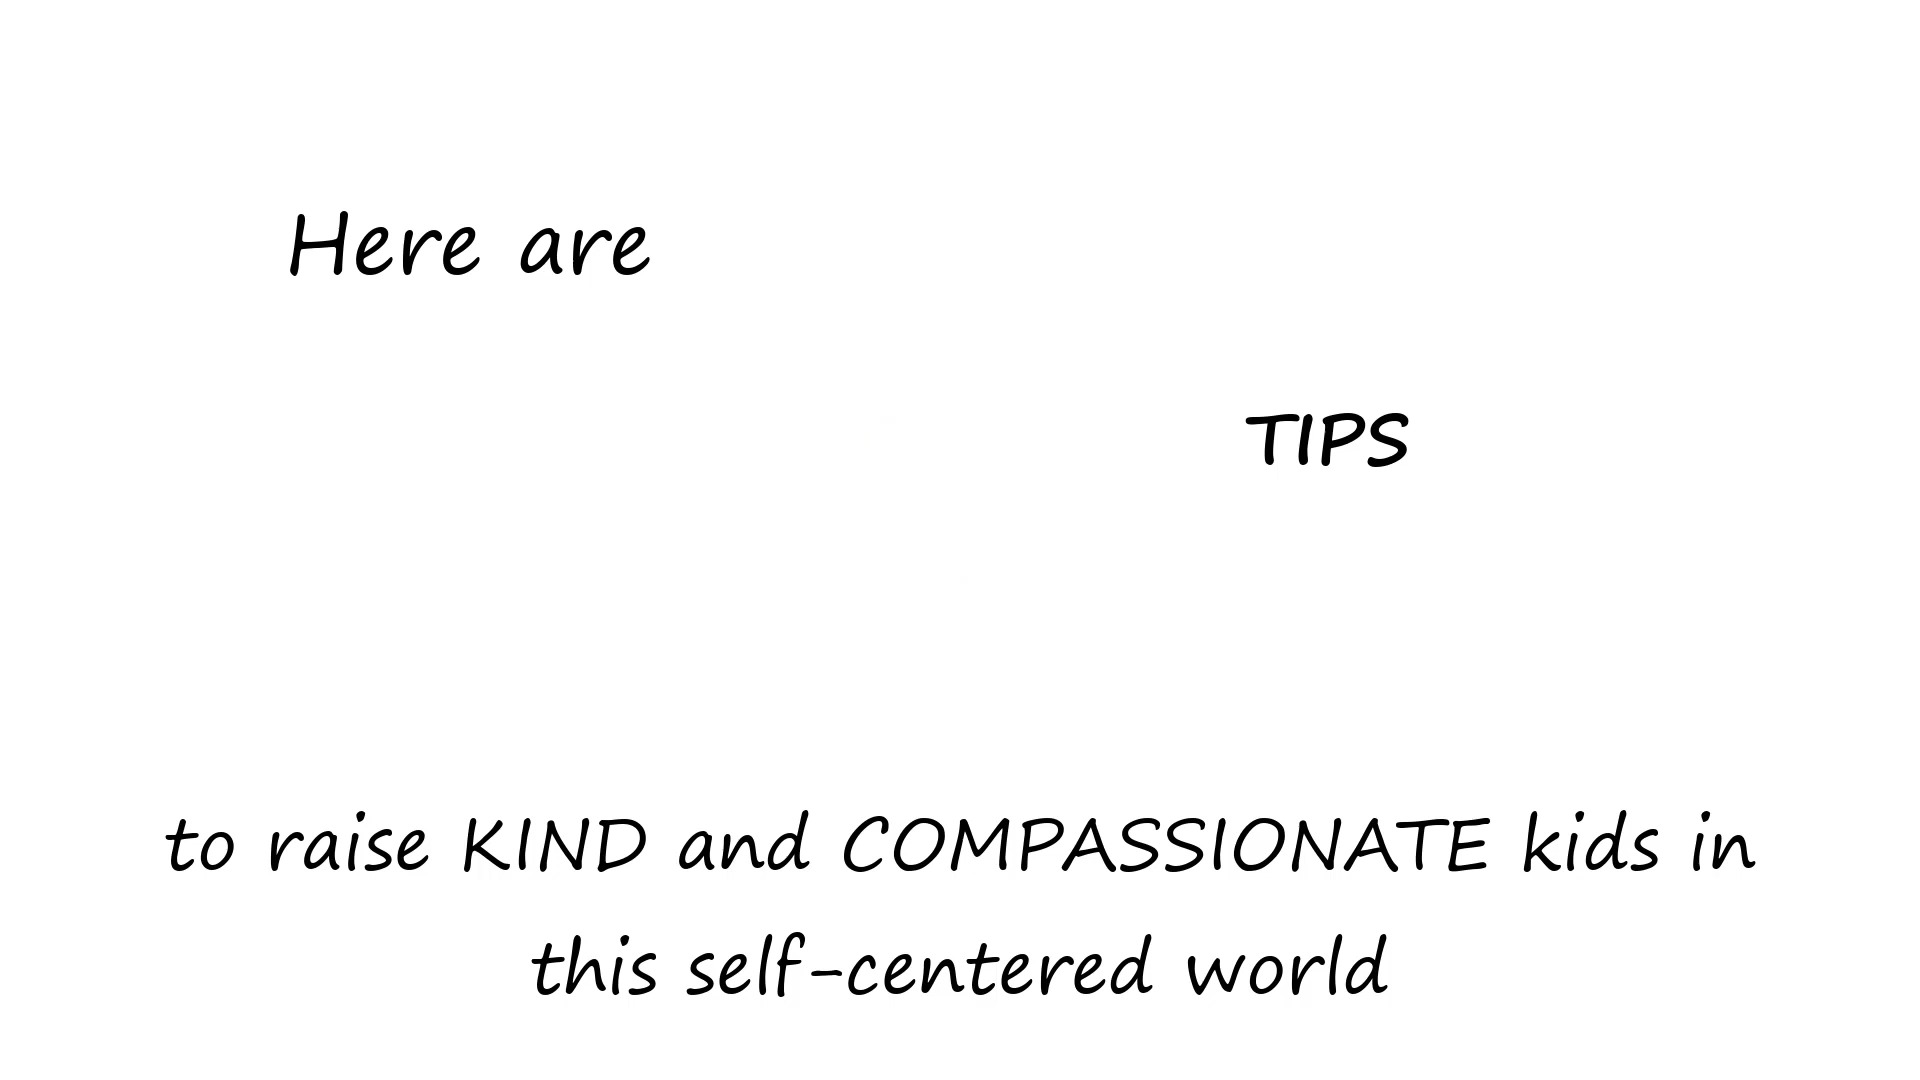 Here are
TIPS
to raise KIND and COMPASSIONATE kids in
this self-centered world